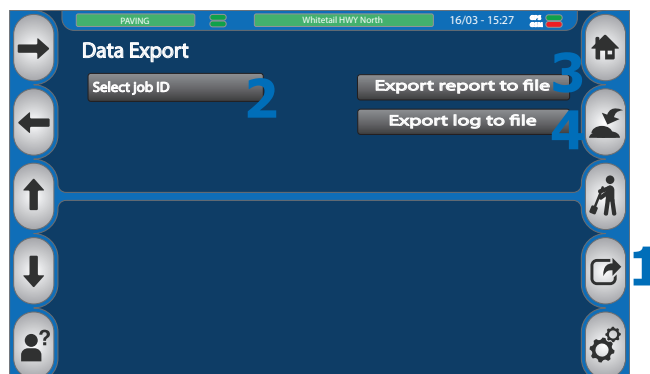 PAVING
Whitetail HWY North
16/03 - 15:27
Data Export
Select job ID
2
Export report to file
3
Export log to file
4
1
?